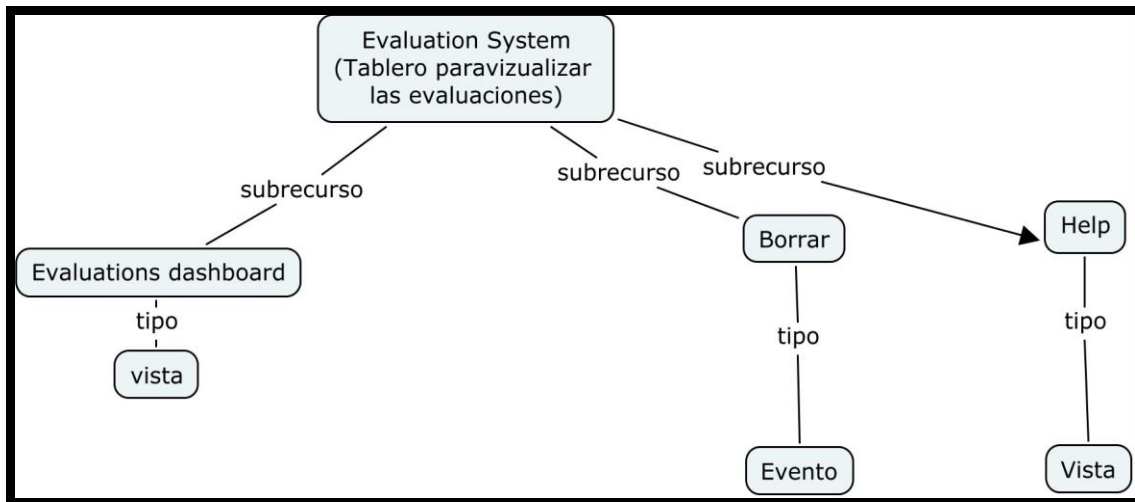 Evaluation System
(Tablero paravizualizar
las evaluaciones)
subrecurso
subrecurso
subrecurso
Evaluations dashboard
Borrar
Help
tipo
tipo
tipo
vista
Evento
Vista